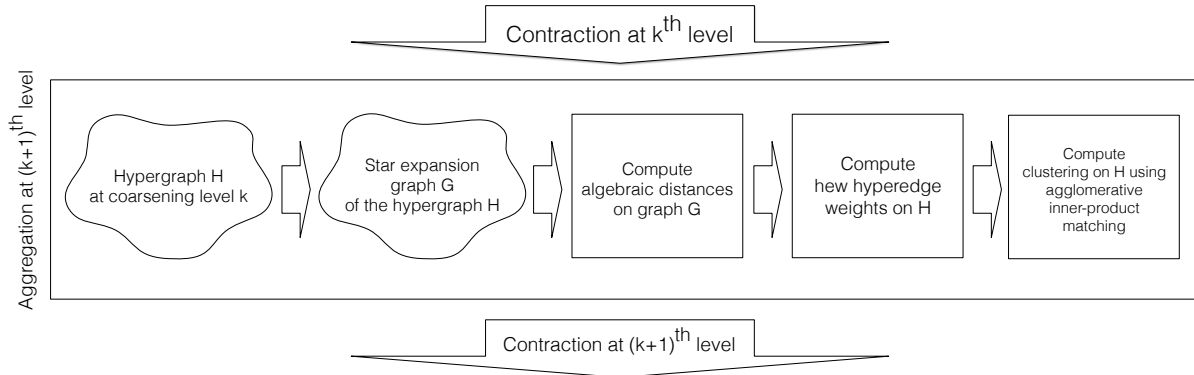 Contraction at kth level
Aggregation at (k+1)th level
Hypergraph H
at coarsening level k
Star expansion
graph G
of the hypergraph H
Compute
algebraic distances
on graph G
Compute
hew hyperedge
weights on H
Compute
clustering on H using
agglomerative
inner-product
matching
Contraction at (k+1)th level